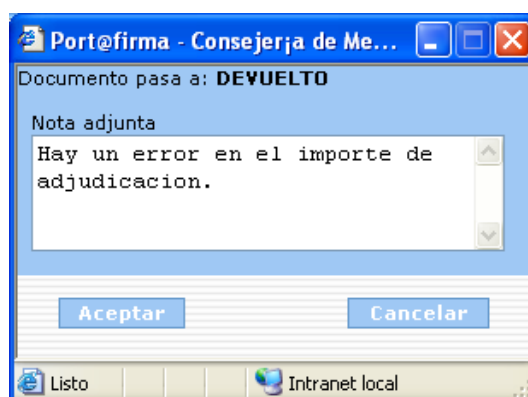 Port@firma - Consejer¡a de Me...
Documento pasa a: DEVUELTO
Nota adjunta
Hay un error en el importe de
adjudicacion.
Aceptar Cancelar
Listo Intranet local